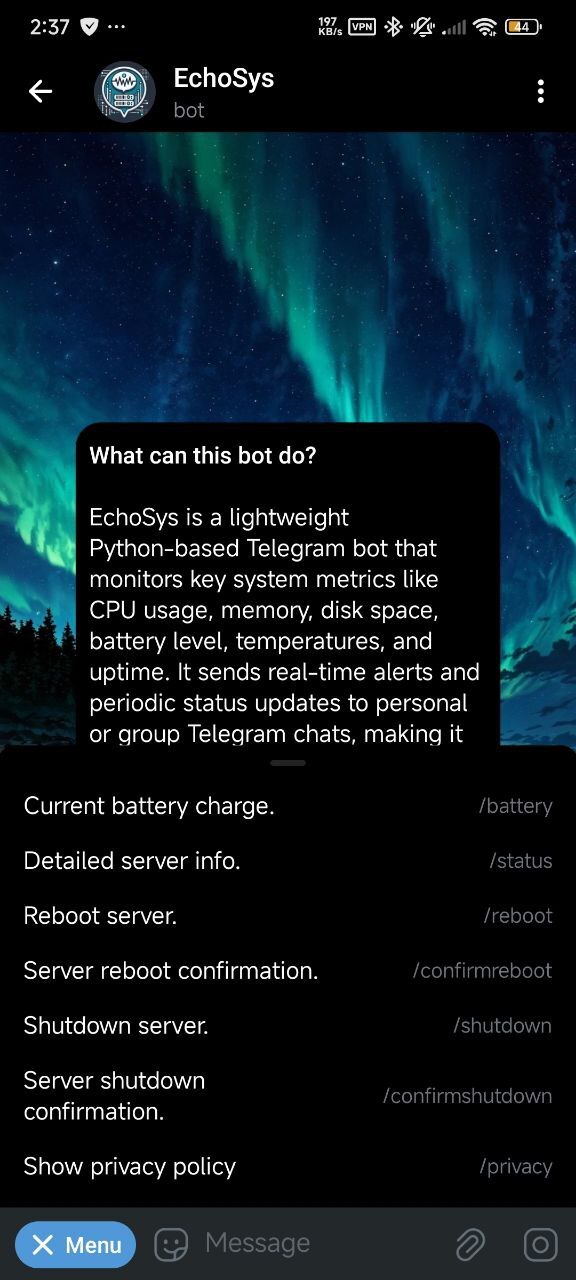 2:37 ... 197 KB/s VPN 44
EchoSys
bot
What can this bot do?
EchoSys is a lightweight
Python-based Telegram bot that
monitors key system metrics like
CPU usage, memory, disk space,
battery level, temperatures, and
uptime. It sends real-time alerts and
periodic status updates to personal
or group Telegram chats, making it
Current battery charge. /battery
Detailed server info. /status
Reboot server. /reboot
Server reboot confirmation. /confirmreboot
Shutdown server. /shutdown
Server shutdown
confirmation. /confirmshutdown
Show privacy policy /privacy
Menu Message